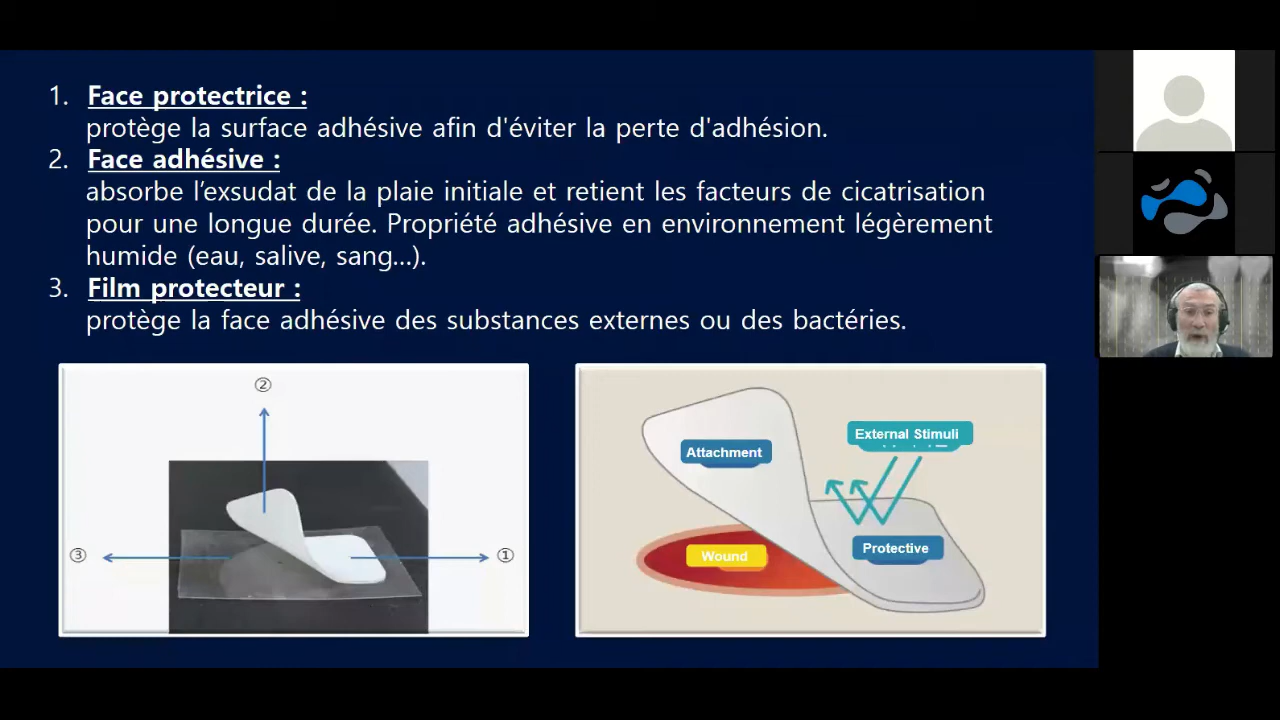 1. Face protectrice :
protège la surface adhésive afin d'éviter la perte d'adhésion.
2. Face adhésive :
absorbe l’exsudat de la plaie initiale et retient les facteurs de cicatrisation
pour une longue durée. Propriété adhésive en environnement légèrement
humide (eau, salive, sang...).
3. Film protecteur :
protège la face adhésive des substances externes ou des bactéries.
②
③
①
Attachment
External Stimuli
Wound
Protective